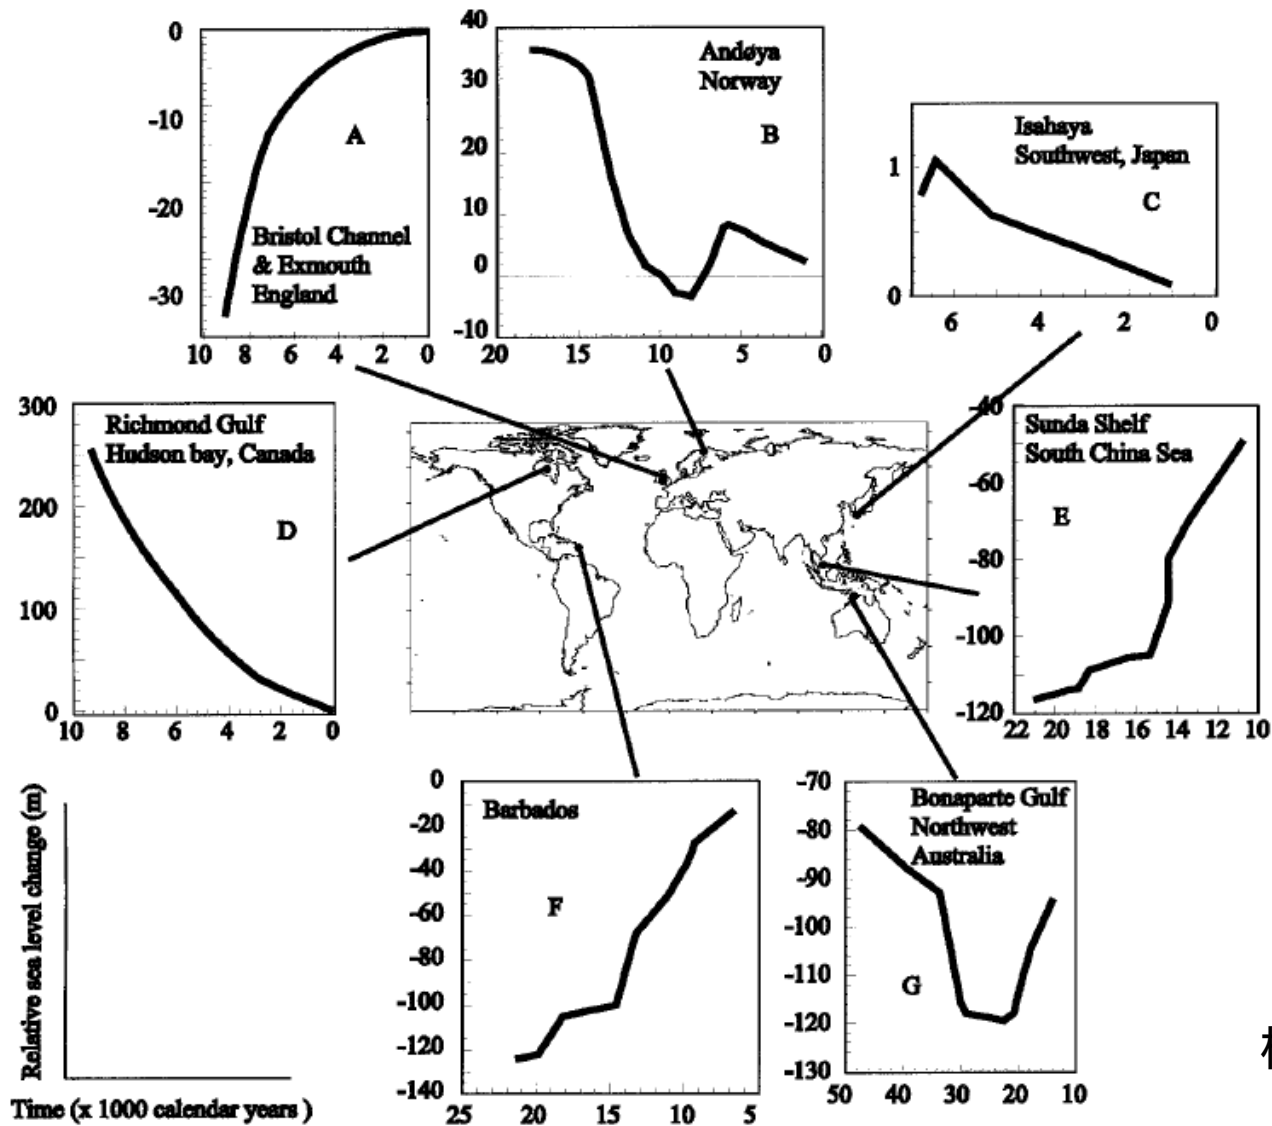 0
-10
-20
-30
10 8 6 4 2 0
A
Bristol Channel
& Exmouth
England
40
30
20
10
0
-10
20 15 10 5 0
Andøya
Norway
B
1
0
6 4 2 0
Isahaya
Southwest, Japan
C
300
200
100
0
10 8 6 4 2 0
Richmond Gulf
Hudson bay, Canada
D
-40
-60
-80
-100
-120
22 20 18 16 14 12 10
Sunda Shelf
South China Sea
E
Relative sea level change (m)
Time (x 1000 calendar years )
0
-20
-40
-60
-80
-100
-120
-140
25 20 15 10 5
Barbados
F
-70
-80
-90
-100
-110
-120
-130
50 40 30 20 10
Bonaparte Gulf
Northwest
Australia
G